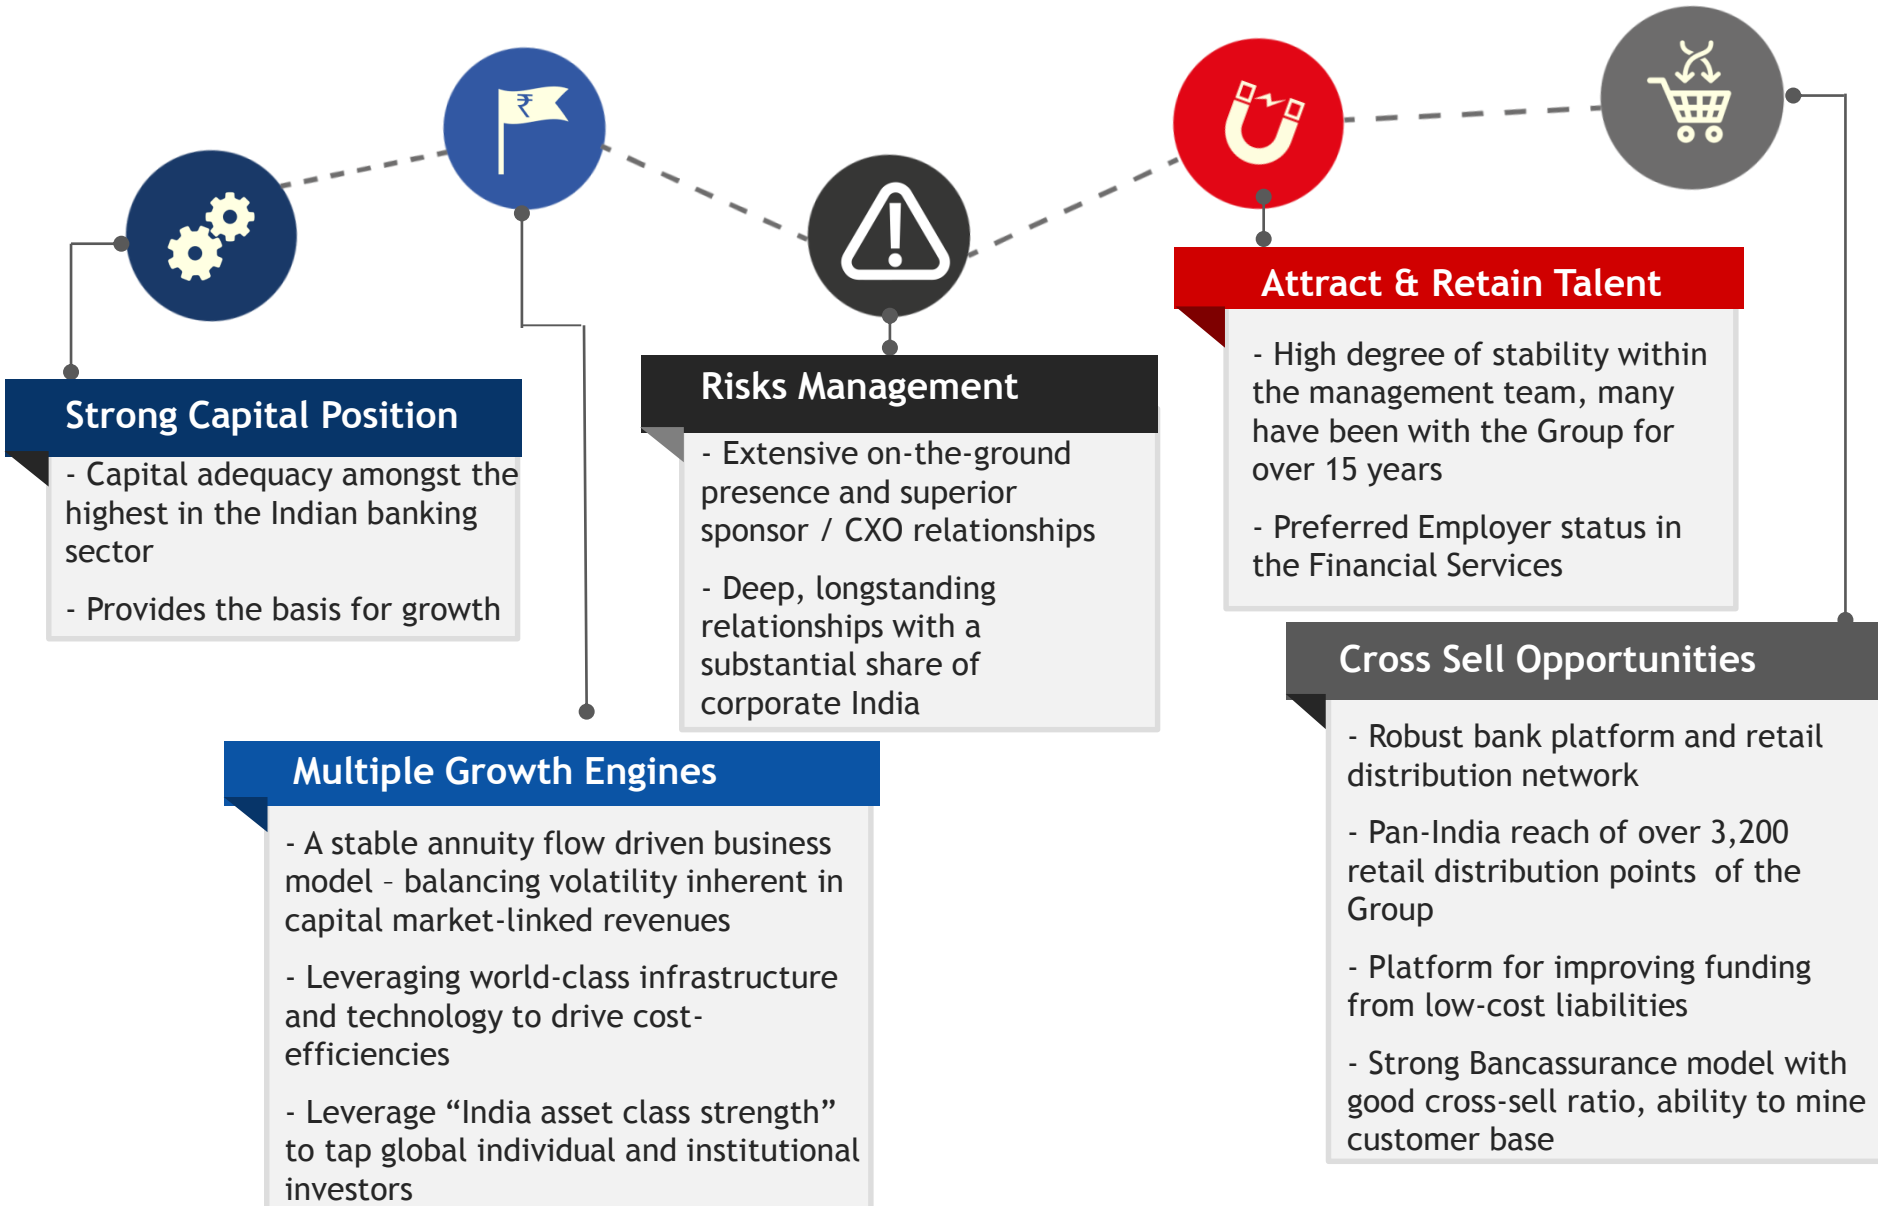 ₹
Strong Capital Position
- Capital adequacy amongst the
highest in the Indian banking
sector
- Provides the basis for growth
Multiple Growth Engines
- A stable annuity flow driven business
model – balancing volatility inherent in
capital market-linked revenues
- Leveraging world-class infrastructure
and technology to drive cost-
efficiencies
- Leverage “India asset class strength”
to tap global individual and institutional
investors
Risks Management
- Extensive on-the-ground
presence and superior
sponsor / CXO relationships
- Deep, longstanding
relationships with a
substantial share of
corporate India
Attract & Retain Talent
- High degree of stability within
the management team, many
have been with the Group for
over 15 years
- Preferred Employer status in
the Financial Services
Cross Sell Opportunities
- Robust bank platform and retail
distribution network
- Pan-India reach of over 3,200
retail distribution points  of the
Group
- Platform for improving funding
from low-cost liabilities
- Strong Bancassurance model with
good cross-sell ratio, ability to mine
customer base